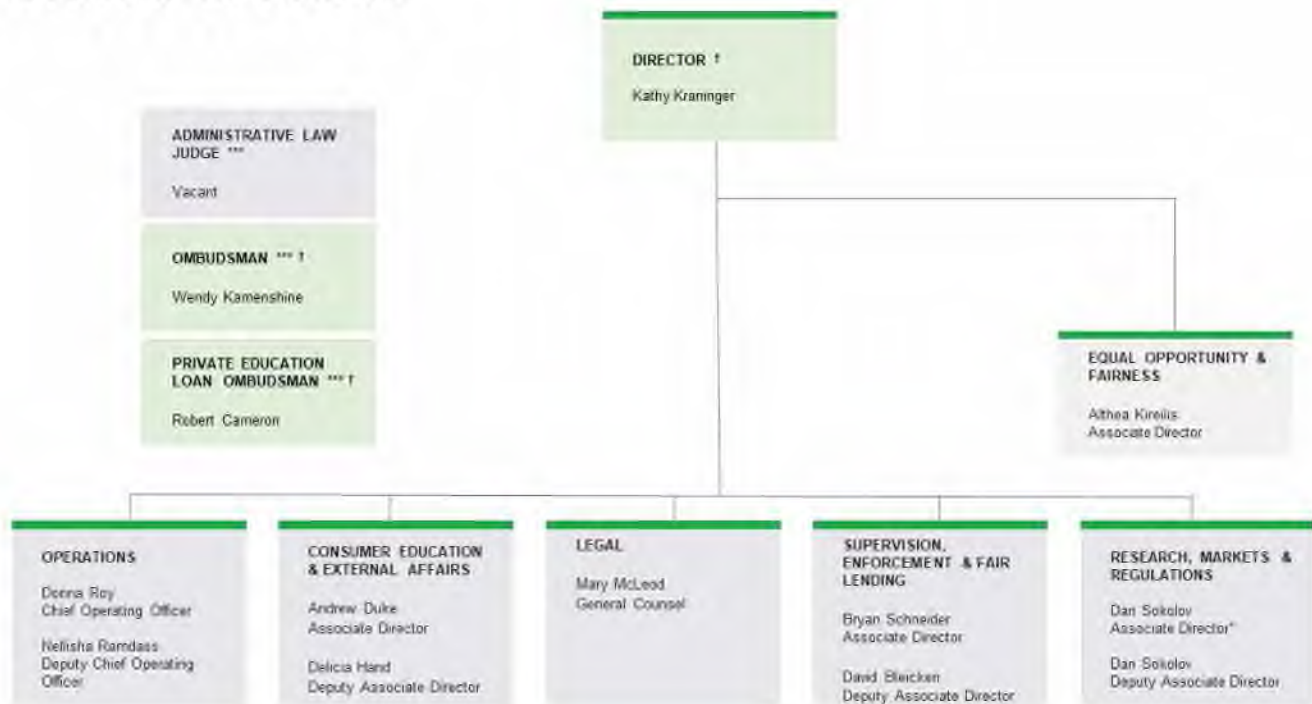 DIRECTOR †
Kathy Kraninger
ADMINISTRATIVE LAW
JUDGE ***
Vacant
OMBUDSMAN *** †
Wendy Kamenshine
PRIVATE EDUCATION
LOAN OMBUDSMAN *** †
Robert Cameron
EQUAL OPPORTUNITY &
FAIRNESS
Althea Kireilis
Associate Director
OPERATIONS
Donna Roy
Chief Operating Officer
Nellisha Ramdass
Deputy Chief Operating
Officer
CONSUMER EDUCATION
& EXTERNAL AFFAIRS
Andrew Duke
Associate Director
Delicia Hand
Deputy Associate Director
LEGAL
Mary McLeod
General Counsel
SUPERVISION,
ENFORCEMENT & FAIR
LENDING
Bryan Schneider
Associate Director
David Bleicken
Deputy Associate Director
RESEARCH, MARKETS &
REGULATIONS
Dan Sokolov
Associate Director*
Dan Sokolov
Deputy Associate Director